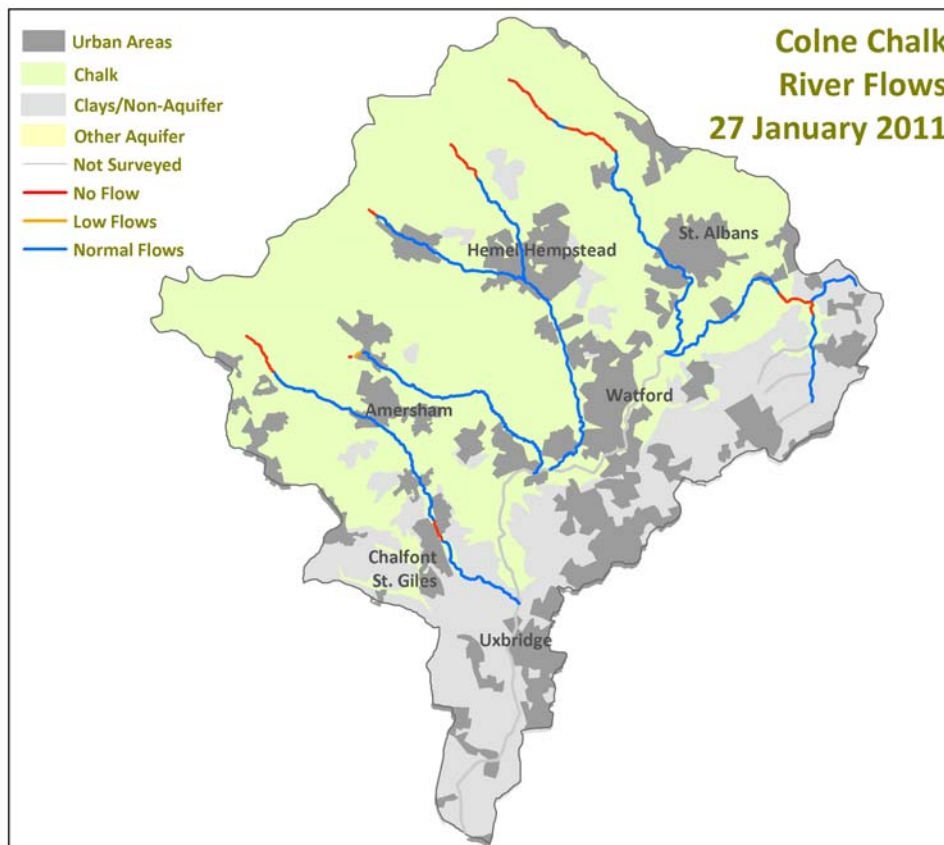 Colne Chalk
River Flows
27 January 2011
Urban Areas
Chalk
Clays/Non-Aquifer
Other Aquifer
Not Surveyed
No Flow
Low Flows
Normal Flows
Hemel Hempstead
St. Albans
Watford
Amersham
Chalfont
St. Giles
Uxbridge